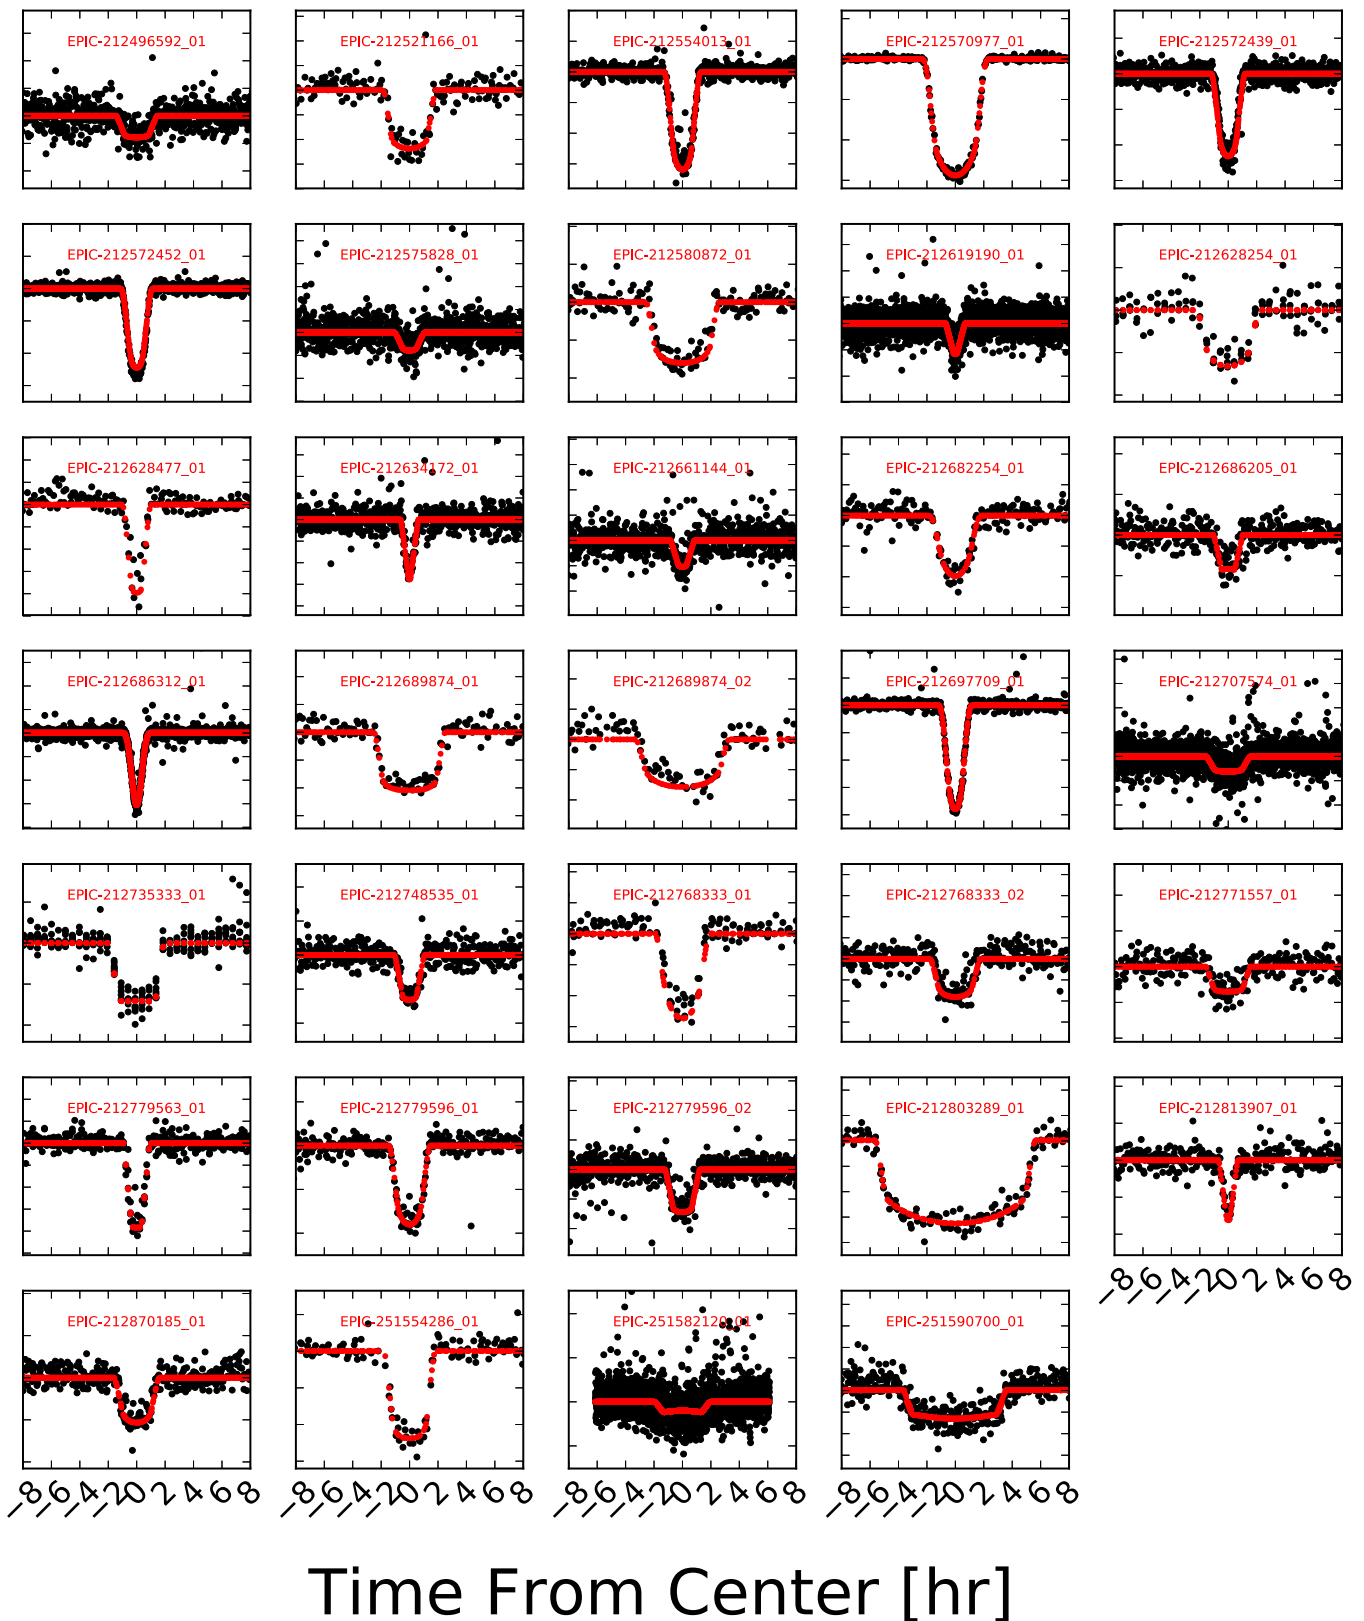 EPIC-212496592_01 EPIC-212521166_01 EPIC-212554013_01 EPIC-212570977_01 EPIC-212572439_01
EPIC-212572452_01 EPIC-212575828_01 EPIC-212580872_01 EPIC-212619190_01 EPIC-212628254_01
EPIC-212628477_01 EPIC-212634172_01 EPIC-212661144_01 EPIC-212682254_01 EPIC-212686205_01
EPIC-212686312_01 EPIC-212689874_01 EPIC-212689874_02 EPIC-212697709_01 EPIC-212707574_01
EPIC-212735333_01 EPIC-212748535_01 EPIC-212768333_01 EPIC-212768333_02 EPIC-212771557_01
EPIC-212779563_01 EPIC-212779596_01 EPIC-212779596_02 EPIC-212803289_01 EPIC-212813907_01
−8 −6 −4 −2 0 2 4 6 8
EPIC-212870185_01 EPIC-251554286_01 EPIC-251582120_01 EPIC-251590700_01
−8 −6 −4 −2 0 2 4 6 8 −8 −6 −4 −2 0 2 4 6 8 −8 −6 −4 −2 0 2 4 6 8 −8 −6 −4 −2 0 2 4 6 8
Time From Center [hr]